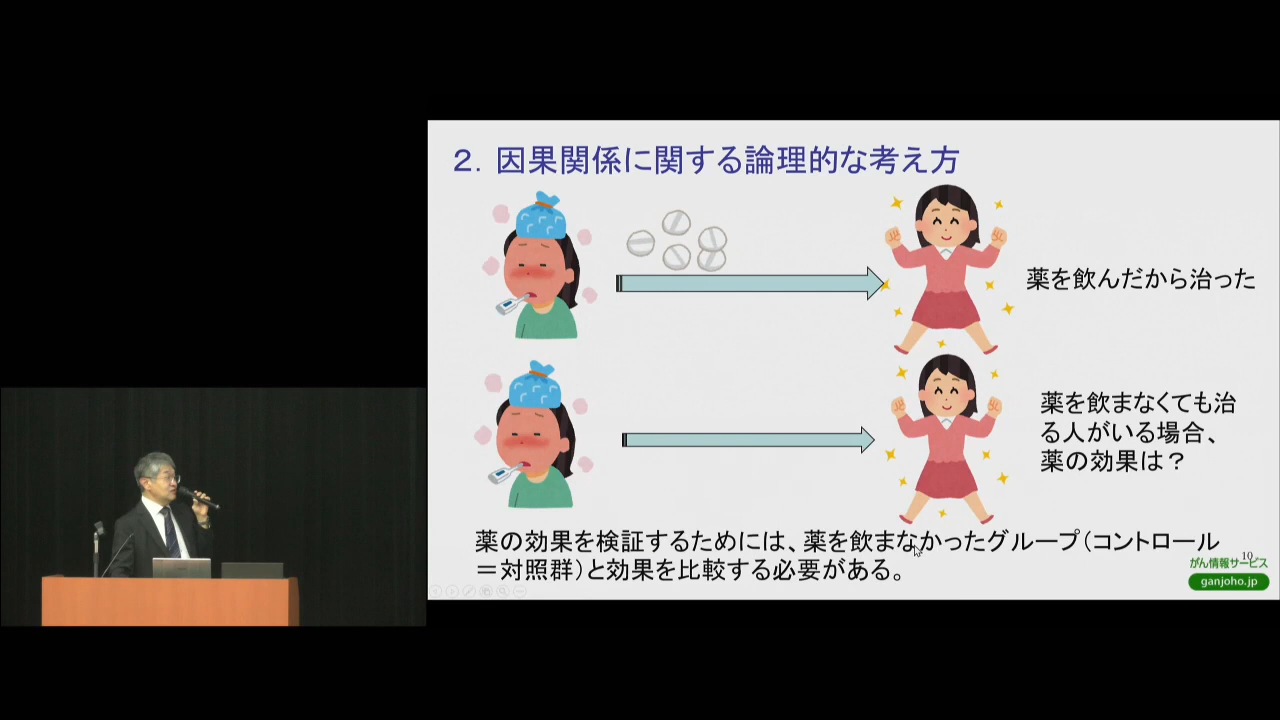 ２．因果関係に関する論理的な考え方
薬を飲んだから治った
薬を飲まなくても治
る人がいる場合、
薬の効果は？
薬の効果を検証するためには、薬を飲まなかったグループ（コントロール
＝対照群）と効果を比較する必要がある。
10
がん情報サービス
ganjoho.jp